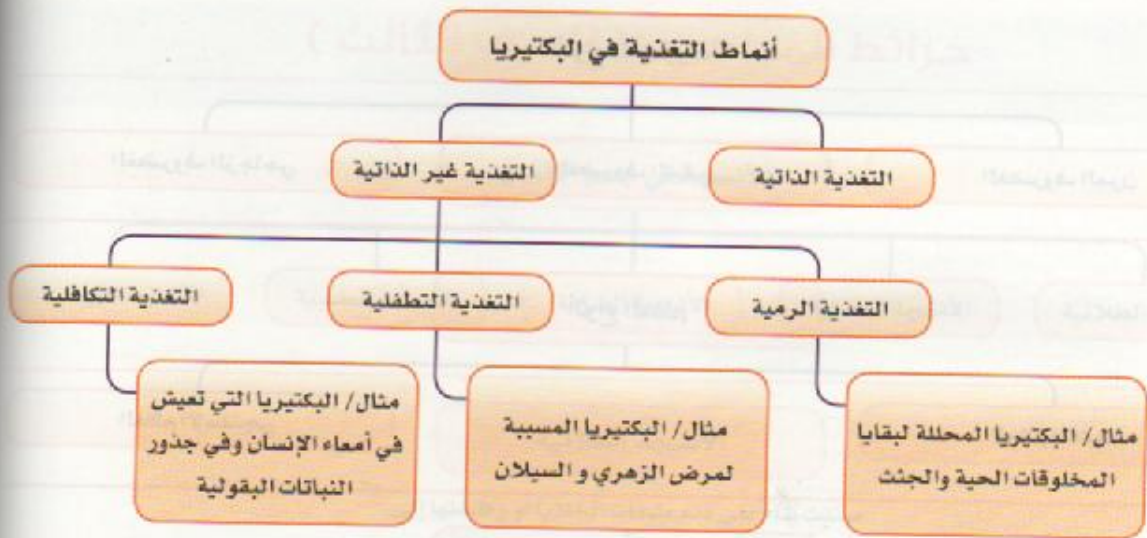 أنماط التغذية في البكتيريا
التغذية الذاتية
التغذية غير الذاتية
التغذية الرمية
التغذية التطفلية
التغذية التكافلية
مثال/ البكتيريا المحللة لبقايا
المخلوقات الحية والجثث
مثال/ البكتيريا المسببة
لمرض الزهري و السيلان
مثال/ البكتيريا التي تعيش
في أمعاء الإنسان وفي جذور
النباتات البقولية